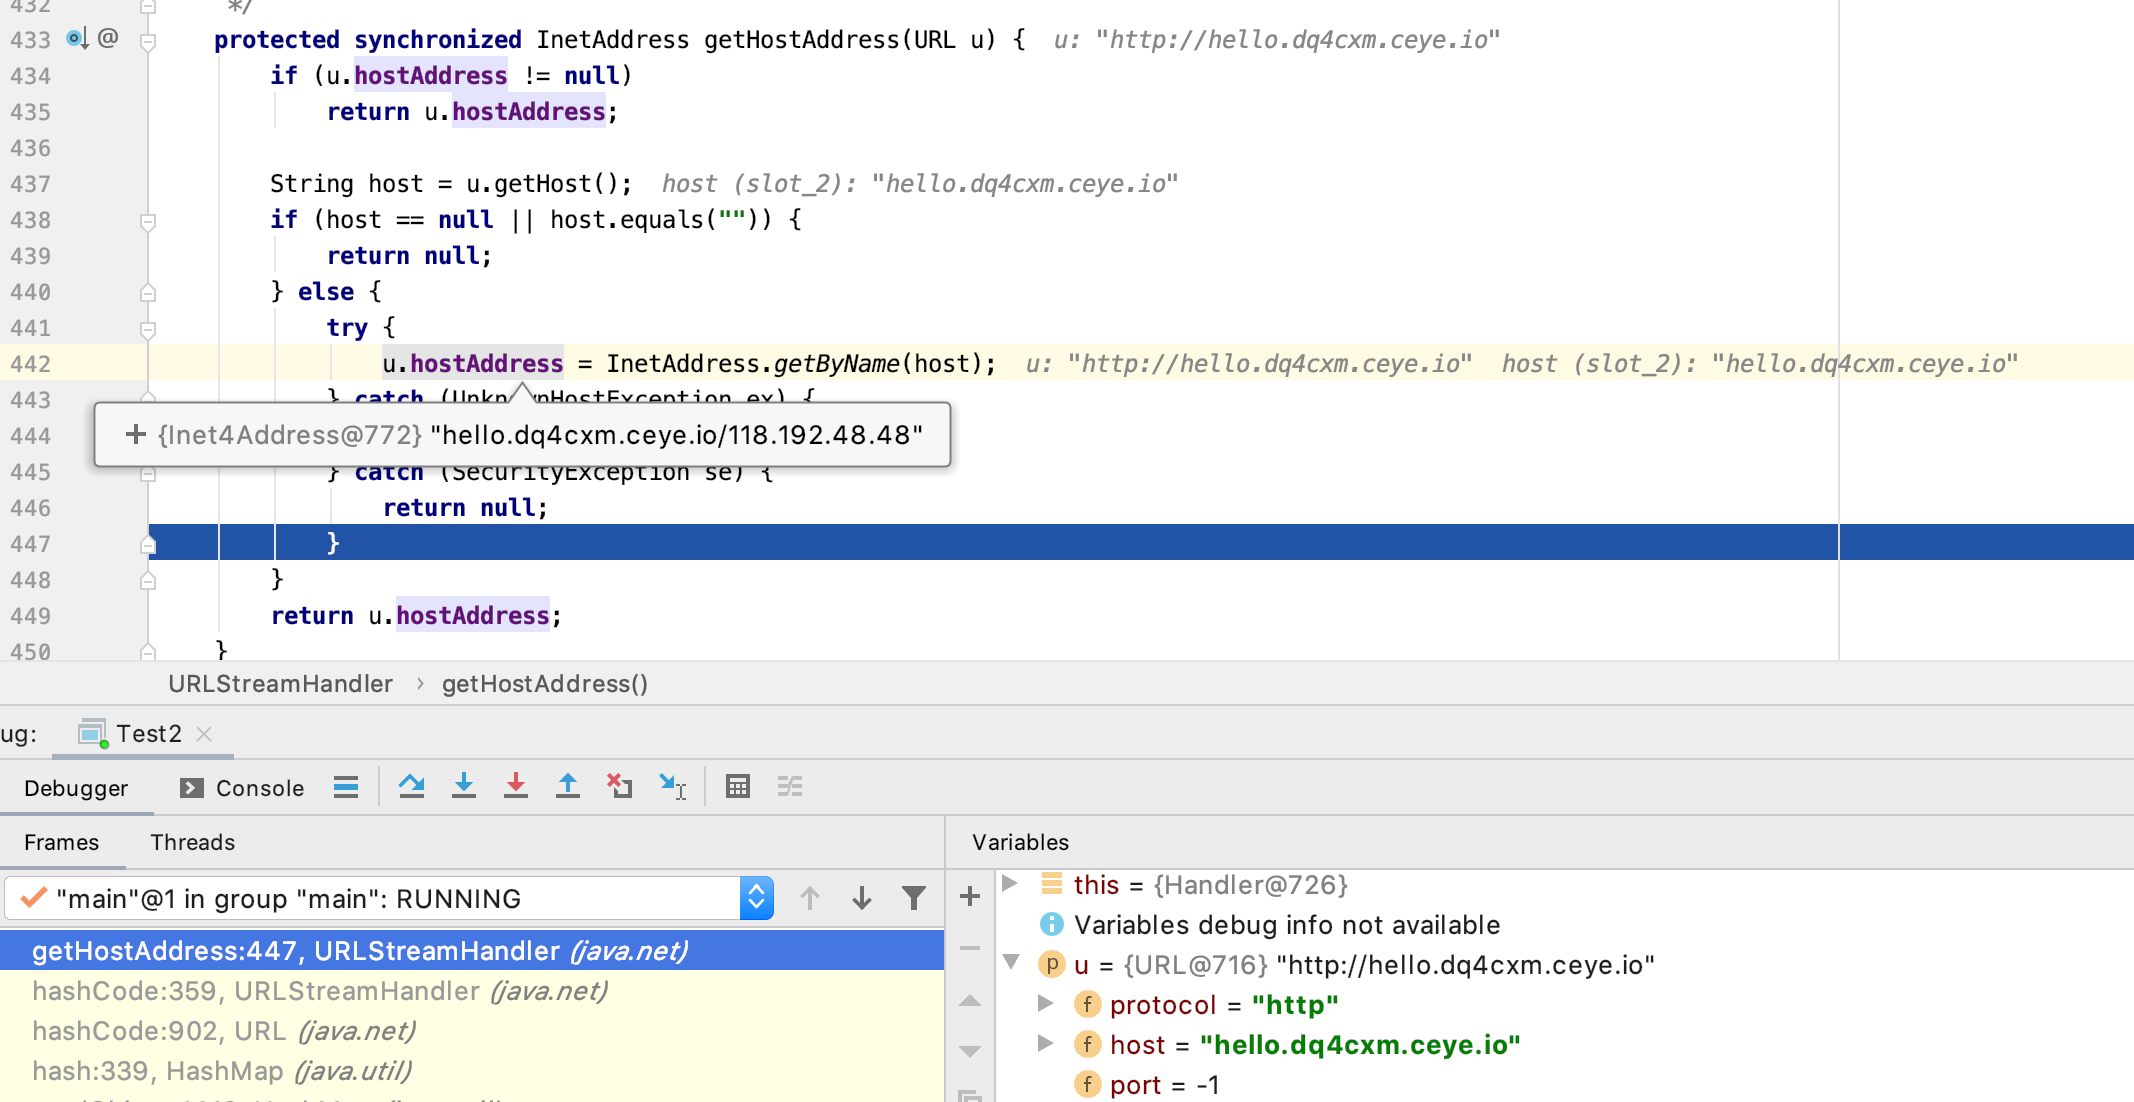 432 */
433 @ protected synchronized InetAddress getHostAddress(URL u) { u: "http://hello.dq4cxm.ceye.io"
434 if (u.hostAddress != null)
435 return u.hostAddress;
436
437 String host = u.getHost(); host (slot_2): "hello.dq4cxm.ceye.io"
438 if (host == null || host.equals("")) {
439 return null;
440 } else {
441 try {
442 u.hostAddress = InetAddress.getByName(host); u: "http://hello.dq4cxm.ceye.io" host (slot_2): "hello.dq4cxm.ceye.io"
443 } catch (UnknownHostException ex) {
444 + {Inet4Address@772} "hello.dq4cxm.ceye.io/118.192.48.48"
445 } catch (SecurityException se) {
446 return null;
447 }
448 }
449 return u.hostAddress;
450 }
URLStreamHandler › getHostAddress()
ug: Test2 ×
Debugger Console
Frames Threads
"main"@1 in group "main": RUNNING
getHostAddress:447, URLStreamHandler (java.net)
hashCode:359, URLStreamHandler (java.net)
hashCode:902, URL (java.net)
hash:339, HashMap (java.util)
Variables
this = {Handler@726}
Variables debug info not available
p u = {URL@716} "http://hello.dq4cxm.ceye.io"
f protocol = "http"
f host = "hello.dq4cxm.ceye.io"
f port = -1